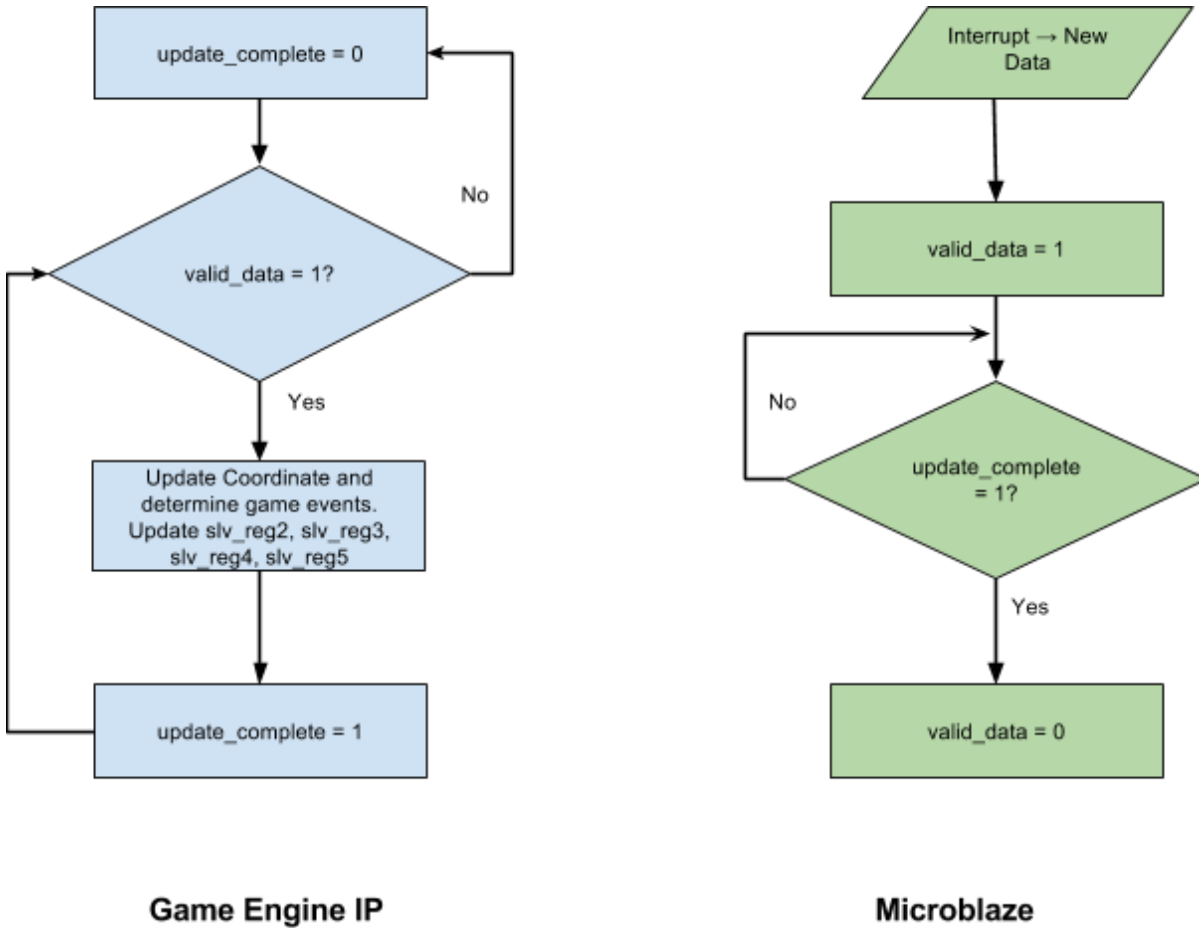 update_complete = 0
No
valid_data = 1?
Yes
Update Coordinate and
determine game events.
Update slv_reg2, slv_reg3,
slv_reg4, slv_reg5
update_complete = 1
Game Engine IP
Interrupt → New
Data
valid_data = 1
No
update_complete
= 1?
Yes
valid_data = 0
Microblaze